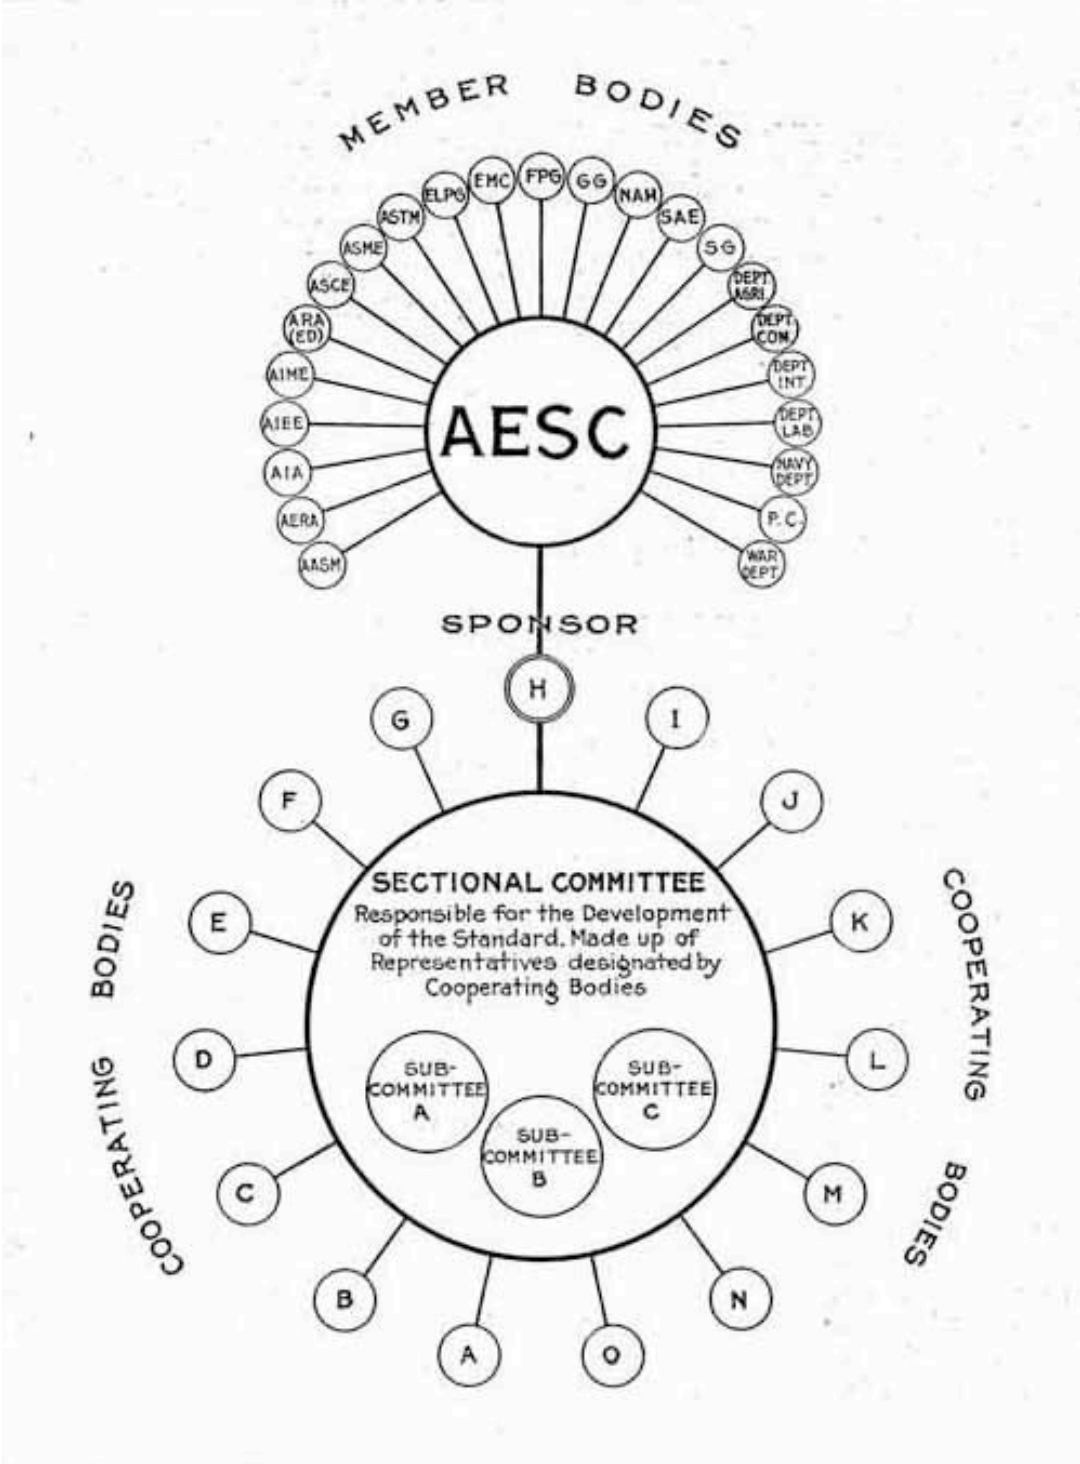 MEMBER BODIES
AASM
AERA
AIA
AIEE
AIME
ARA
(ED)
ASCE
ASME
ASTM
ELPG
EMC
FPG
GG
NAM
SAE
SG
DEPT.
AGRI.
DEPT.
COM.
DEPT
INT.
DEPT.
LAB.
NAVY
DEPT
P.C.
WAR
DEPT.
AESC
SPONSOR
H
G
I
F
J
E
K
D
L
C
M
B
N
A
O
SECTIONAL COMMITTEE
Responsible for the Development
of the Standard. Made up of
Representatives designated by
Cooperating Bodies
SUB-
COMMITTEE
A
SUB-
COMMITTEE
B
SUB-
COMMITTEE
C
COOPERATING BODIES
COOPERATING BODIES